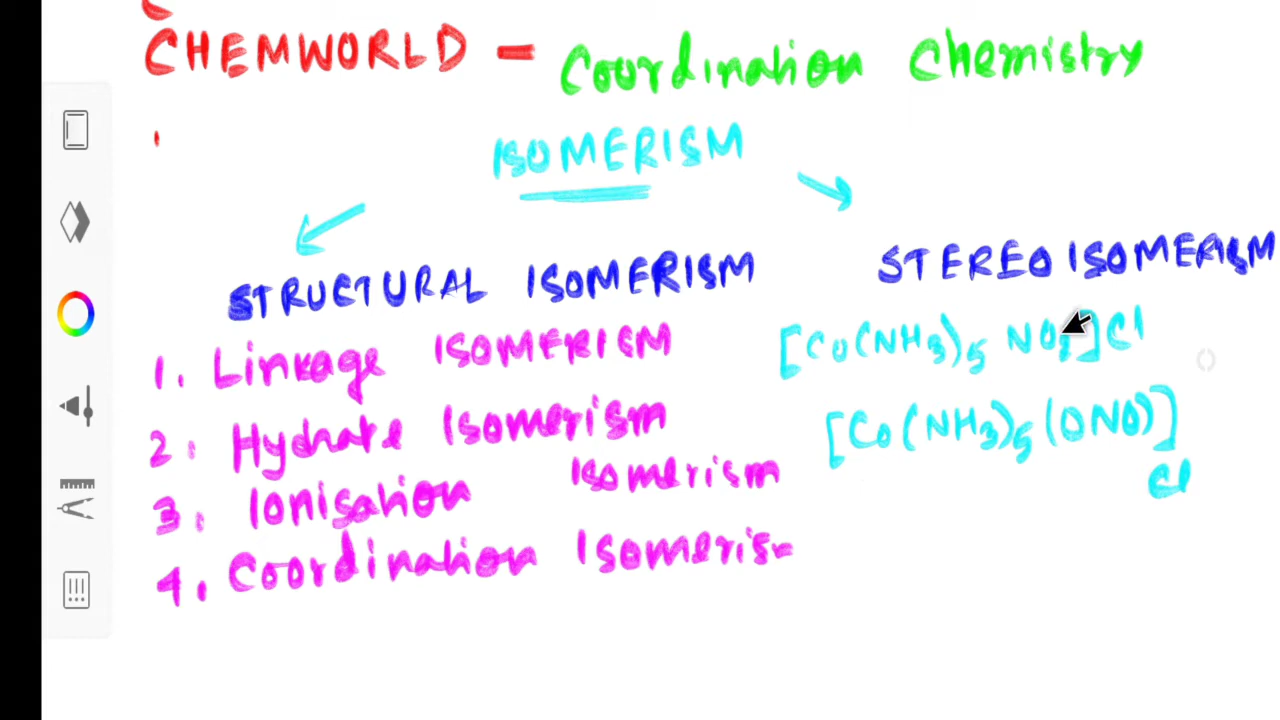 CHEMWORLD - Coordination Chemistry
ISOMERISM
STRUCTURAL ISOMERISM
STEREO ISOMERISM
1. Linkage ISOMERISM
[Co(NH3)5 NO2]Cl
2. Hydrate Isomerism
[Co(NH3)5(ONO)]
Cl
3. Ionisation Isomerism
4. Coordination Isomerism